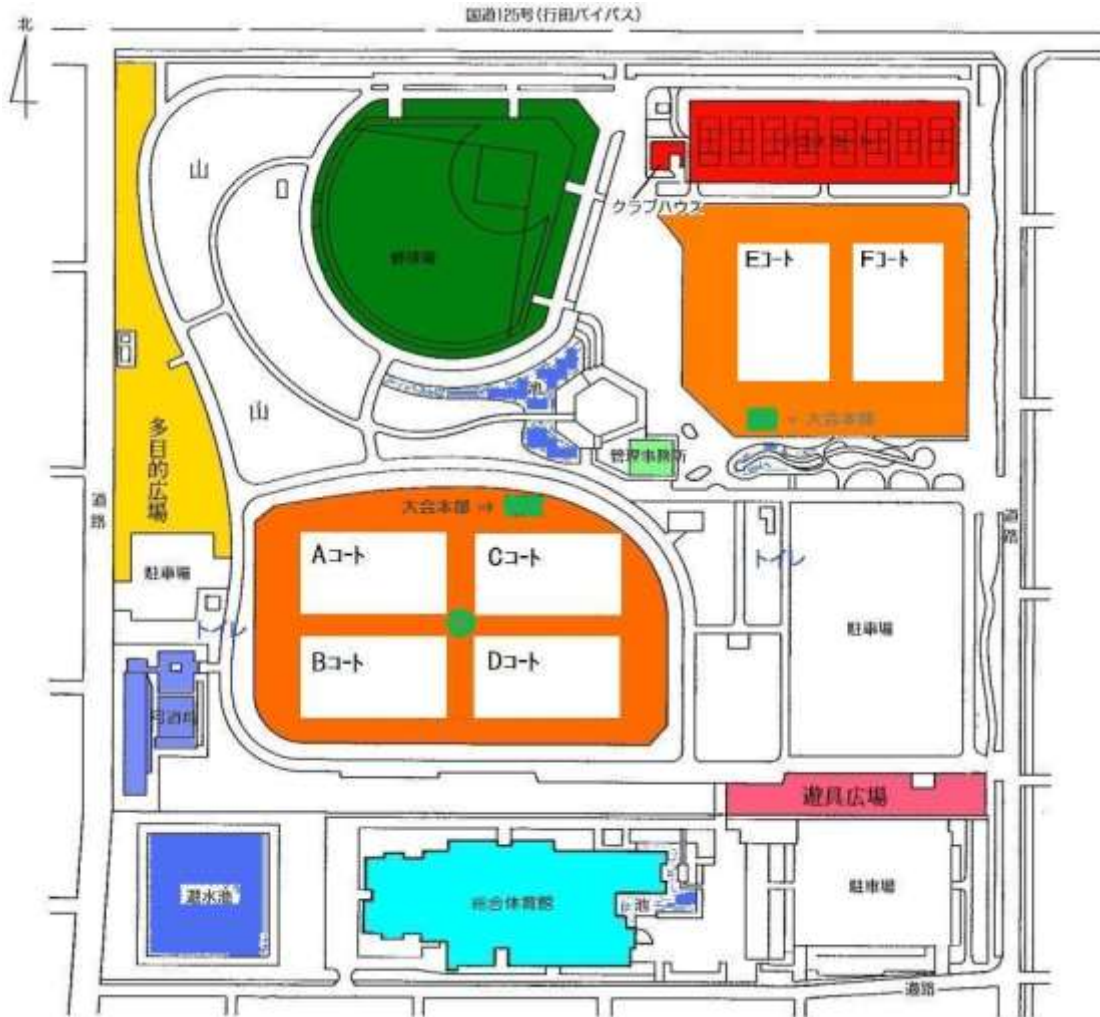 国道125号(行田バイパス)
北
山
クラブハウス
野球場
Eコート
Fコート
池
山
← 大会本部
多目的広場
管理事務所
道路
大会本部 →
道路
Aコート
Cコート
トイレ
駐車場
駐車場
トイレ
Bコート
Dコート
弓道場
遊具広場
遊水池
総合体育館
池
駐車場
道路